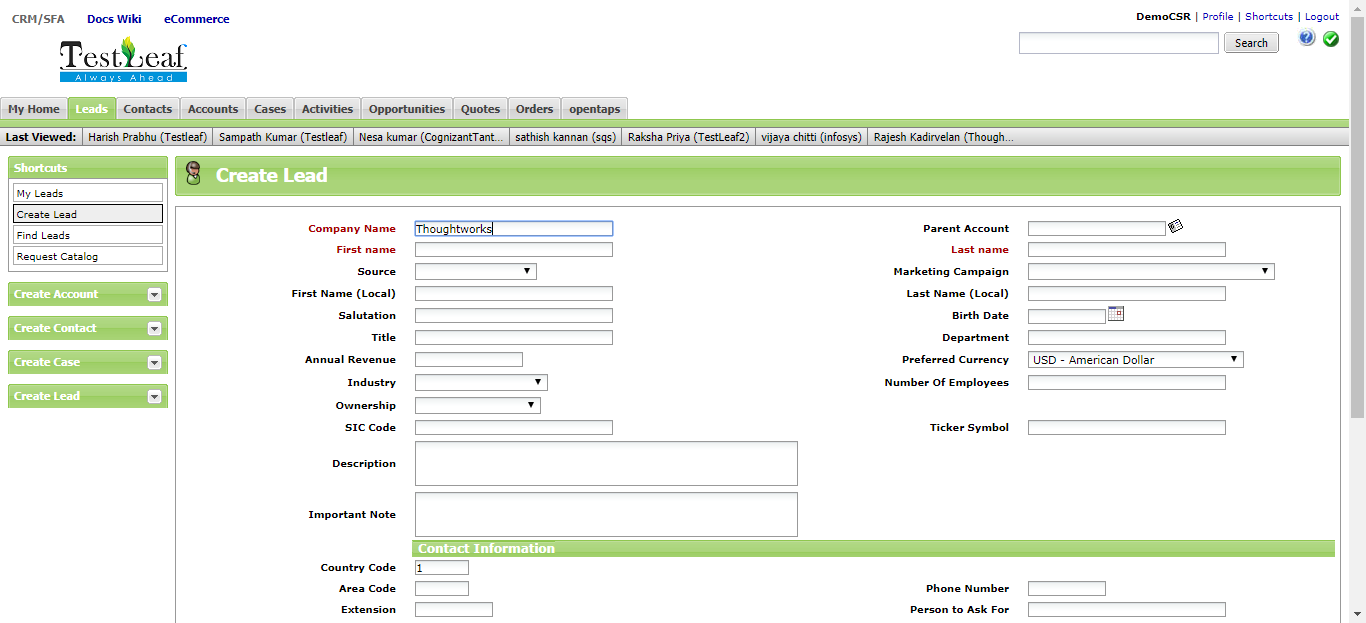 CRM/SFA Docs Wiki eCommerce
DemoCSR | Profile | Shortcuts | Logout
TestLeaf
Always Ahead
Search
My Home Leads Contacts Accounts Cases Activities Opportunities Quotes Orders opentaps
Last Viewed: Harish Prabhu (Testleaf) Sampath Kumar (Testleaf) Nesa kumar (CognizantTant... sathish kannan (sqs) Raksha Priya (TestLeaf2) vijaya chitti (infosys) Rajesh Kadirvelan (Though...
Shortcuts
My Leads
Create Lead
Find Leads
Request Catalog
Create Account
Create Contact
Create Case
Create Lead
Create Lead
Company Name Thoughtworks Parent Account
First name Last name
Source Marketing Campaign
First Name (Local) Last Name (Local)
Salutation Birth Date
Title Department
Annual Revenue Preferred Currency USD - American Dollar
Industry Number Of Employees
Ownership
SIC Code Ticker Symbol
Description
Important Note
Contact Information
Country Code 1
Area Code Phone Number
Extension Person to Ask For